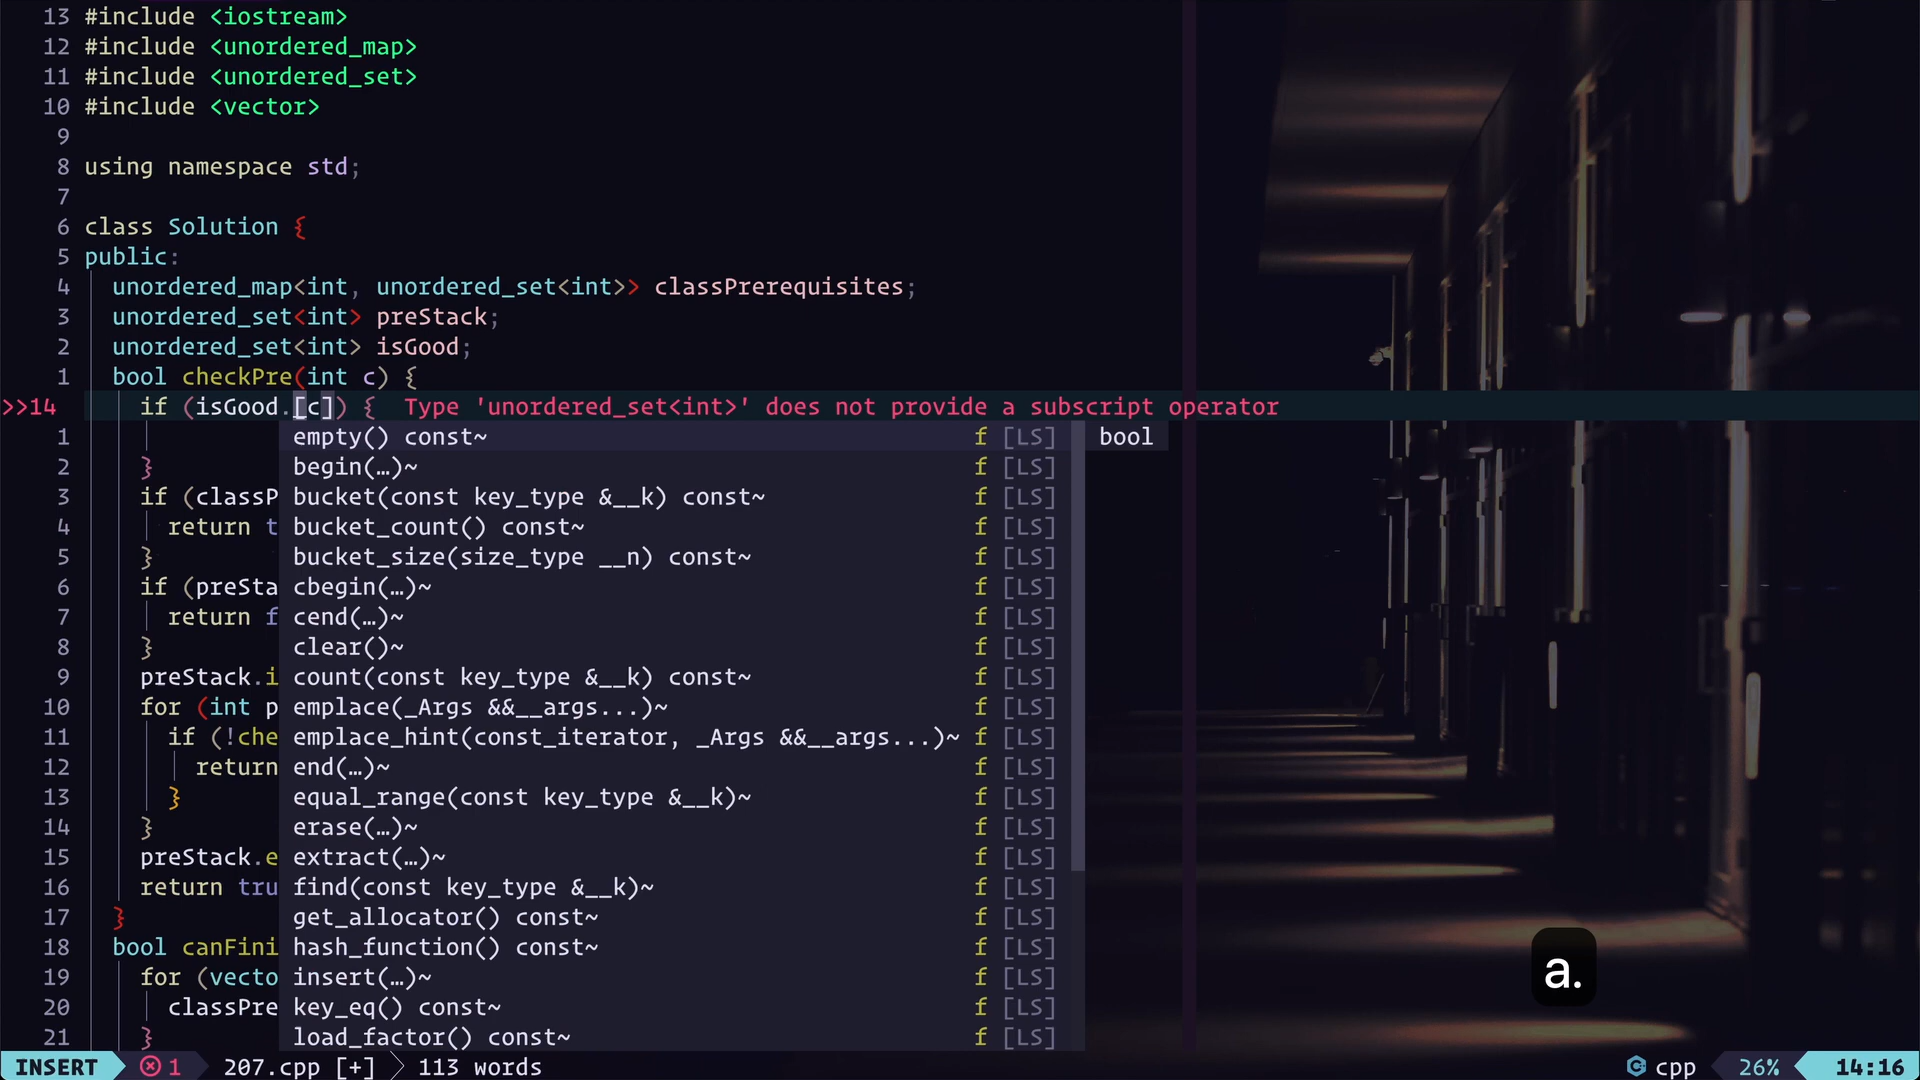 13 #include <iostream>
12 #include <unordered_map>
11 #include <unordered_set>
10 #include <vector>
9
8 using namespace std;
7
6 class Solution {
5 public:
4 unordered_map<int, unordered_set<int>> classPrerequisites;
3 unordered_set<int> preStack;
2 unordered_set<int> isGood;
1 bool checkPre(int c) {
>>14 if (isGood.[c]) { Type 'unordered_set<int>' does not provide a subscript operator
1 empty() const~ f [LS] bool
2 } begin(…)~ f [LS]
3 if (classP bucket(const key_type &__k) const~ f [LS]
4 return t bucket_count() const~ f [LS]
5 } bucket_size(size_type __n) const~ f [LS]
6 if (preSta cbegin(…)~ f [LS]
7 return f cend(…)~ f [LS]
8 } clear()~ f [LS]
9 preStack.i count(const key_type &__k) const~ f [LS]
10 for (int p emplace(_Args &&__args...)~ f [LS]
11 if (!che emplace_hint(const_iterator, _Args &&__args...)~ f [LS]
12 return end(…)~ f [LS]
13 } equal_range(const key_type &__k)~ f [LS]
14 } erase(…)~ f [LS]
15 preStack.e extract(…)~ f [LS]
16 return tru find(const key_type &__k)~ f [LS]
17 } get_allocator() const~ f [LS]
18 bool canFini hash_function() const~ f [LS]
19 for (vecto insert(…)~ f [LS]
20 classPre key_eq() const~ f [LS]
21 } load_factor() const~ f [LS]
a.
INSERT 1 207.cpp [+] 113 words cpp 26% 14:16